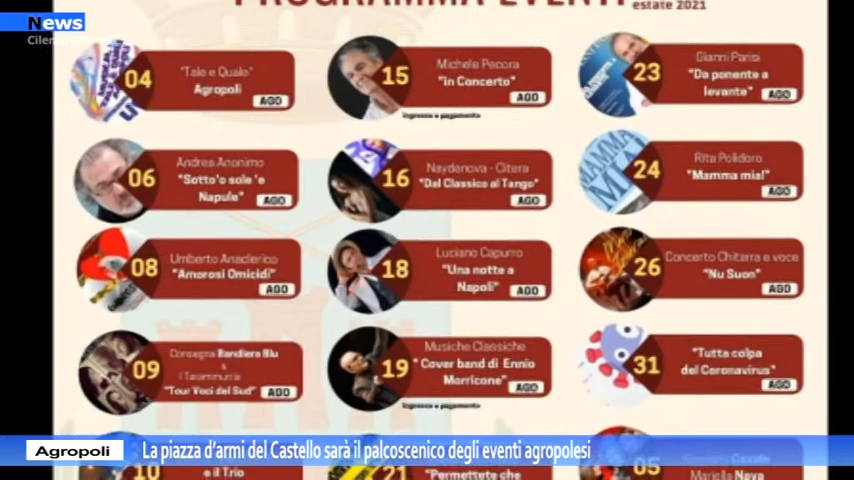 PROGRAMMA EVENTI estate 2021
News
04
"Tale e Quale"
Agropoli
AGO
15
Michele Pecora
"in Concerto"
AGO
Ingresso a pagamento
23
Gianni Parisi
"Da ponente a
levante"
AGO
06
Andrea Anonimo
"Sotto'o sole 'e
Napule"
AGO
16
Naydenova - Citera
"Dal Classico al Tango"
AGO
24
Rita Polidoro
"Mamma mia!"
AGO
MAMMA
MIA!
08
Umberto Anaclerico
"Amorosi Omicidi"
AGO
18
Luciano Capurro
"Una notte a
Napoli"
AGO
26
Concerto Chitarra e voce
"Nu Suon"
AGO
09
Consegna Bandiera Blu
&
I Tarammurria
"Tour Voci del Sud"
AGO
19
Musiche Classiche
" Cover band di Ennio
Morricone"
AGO
Ingresso a pagamento
31
"Tutta colpa
del Coronavirus"
AGO
10
e il Trio
21
"Permettete che
05
Mariella Nava
Agropoli
La piazza d'armi del Castello sarà il palcoscenico degli eventi agropolesi